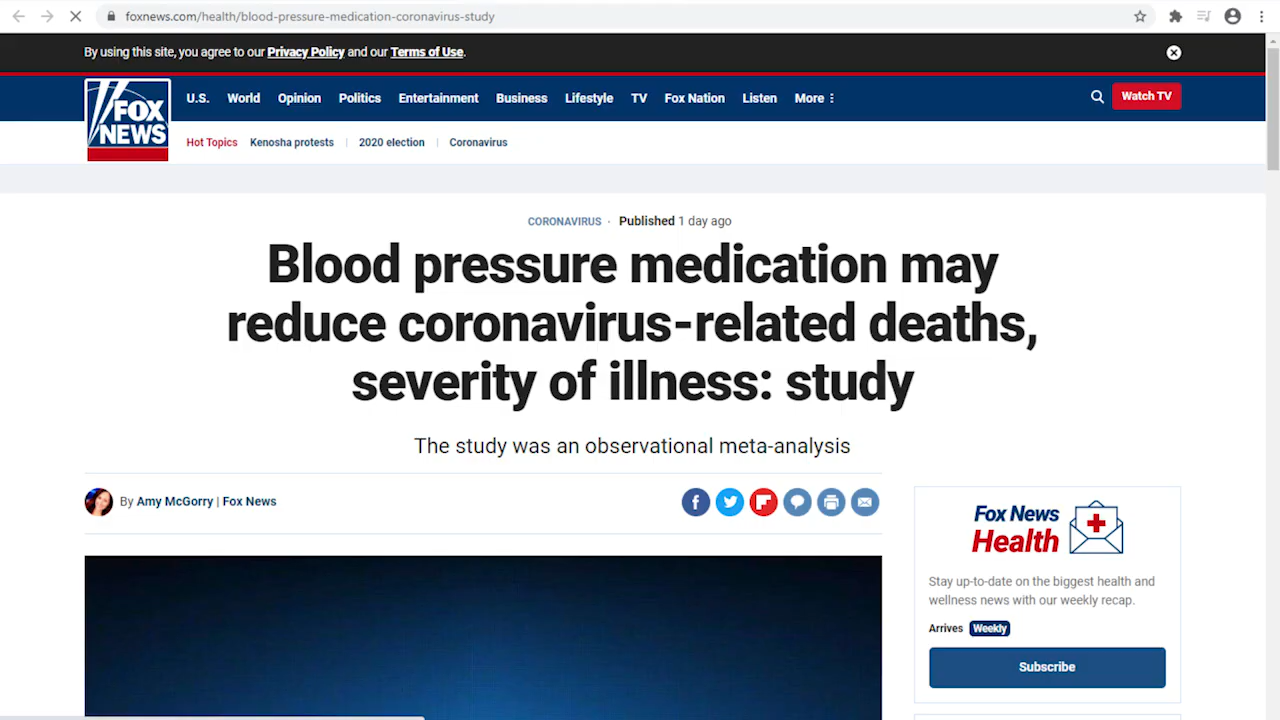 foxnews.com/health/blood-pressure-medication-coronavirus-study
By using this site, you agree to our Privacy Policy and our Terms of Use.
FOX
NEWS
U.S. World Opinion Politics Entertainment Business Lifestyle TV Fox Nation Listen More
Watch TV
Hot Topics Kenosha protests 2020 election Coronavirus
CORONAVIRUS · Published 1 day ago
Blood pressure medication may
reduce coronavirus-related deaths,
severity of illness: study
The study was an observational meta-analysis
By Amy McGorry | Fox News
Fox News
Health
Stay up-to-date on the biggest health and
wellness news with our weekly recap.
Arrives Weekly
Subscribe